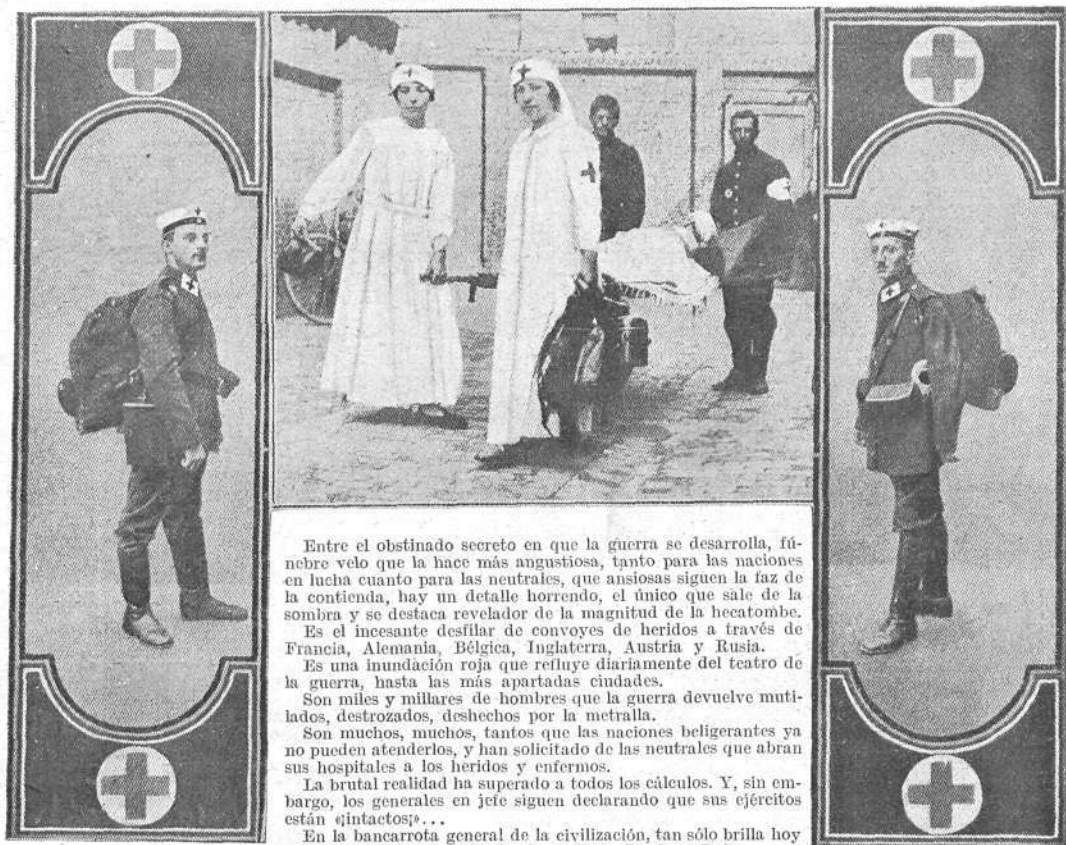 Entre el obstinado secreto en que la guerra se desarrolla, fú-
nebre velo que la hace más angustiosa, tanto para las naciones
en lucha cuanto para las neutrales, que ansiosas siguen la faz de
la contienda, hay un detalle horrendo, el único que sale de la
sombra y se destaca revelador de la magnitud de la hecatombe.
Es el incesante desfilar de convoyes de heridos a través de
Francia, Alemania, Bélgica, Inglaterra, Austria y Rusia.
Es una inundación roja que refluye diariamente del teatro de
la guerra, hasta las más apartadas ciudades.
Son miles y millares de hombres que la guerra devuelve muti-
lados, destrozados, deshechos por la metralla.
Son muchos, muchos, tantos que las naciones beligerantes ya
no pueden atenderlos, y han solicitado de las neutrales que abran
sus hospitales a los heridos y enfermos.
La brutal realidad ha superado a todos los cálculos. Y, sin em-
bargo, los generales en jefe siguen declarando que sus ejércitos
están «¡intactos¡»...
En la bancarrota general de la civilización, tan sólo brilla hoy